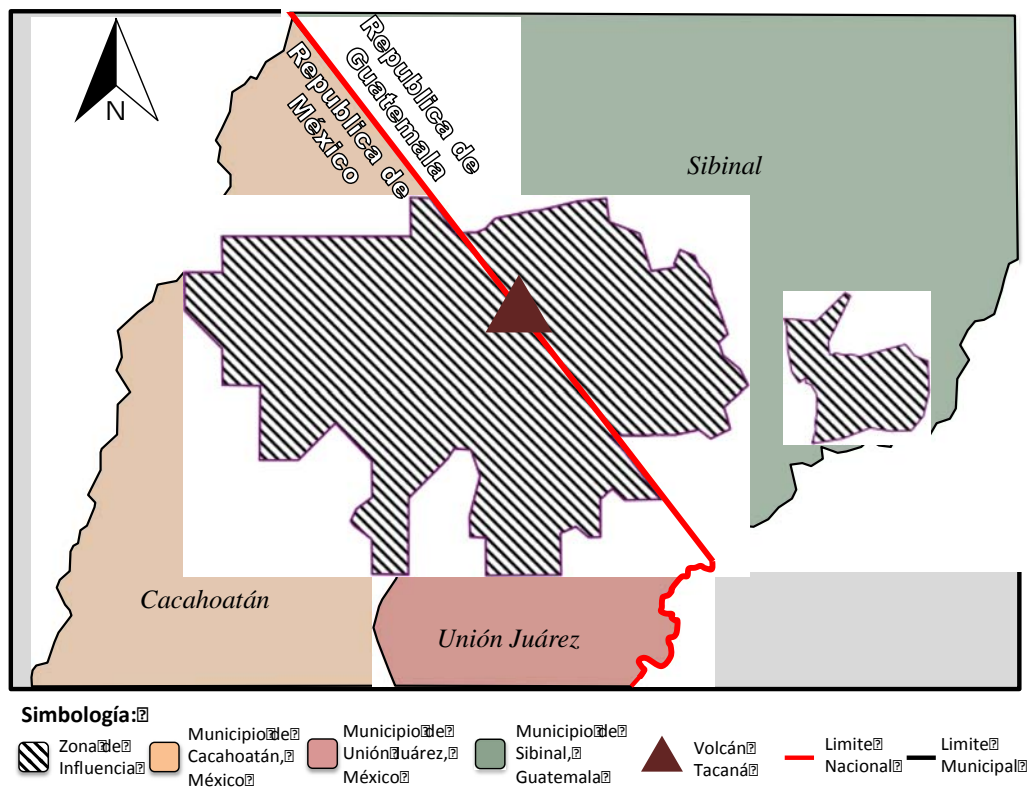 N
Republica de
Guatemala
Republica de
México
Sibinal
Cacahoatán
Unión Juárez
Simbología:
Zona de
Influencia
Municipio de
Cacahoatán,
México
Municipio de
Unión Juárez,
México
Municipio de
Sibinal,
Guatemala
Volcán
Tacaná
Limite
Nacional
Limite
Municipal